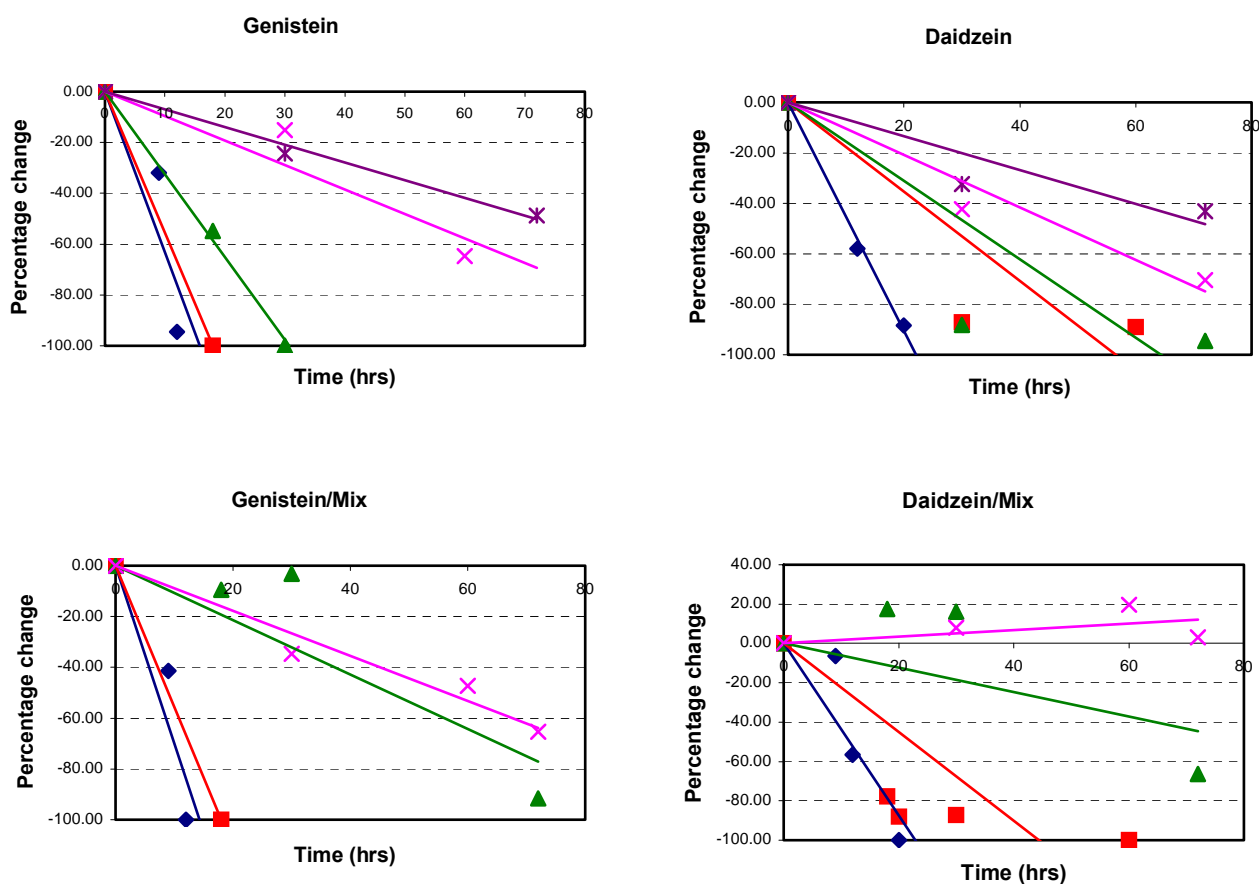 Genistein
0.00
0 10 20 30 40 50 60 70 80
-20.00
-40.00
-60.00
-80.00
-100.00
Percentage change
Time (hrs)
Daidzein
0.00
0 20 40 60 80
-20.00
-40.00
-60.00
-80.00
-100.00
Percentage change
Time (hrs)
Genistein/Mix
0.00
0 20 40 60 80
-20.00
-40.00
-60.00
-80.00
-100.00
Percentage change
Time (hrs)
Daidzein/Mix
40.00
20.00
0.00
0 20 40 60 80
-20.00
-40.00
-60.00
-80.00
-100.00
Percentage change
Time (hrs)